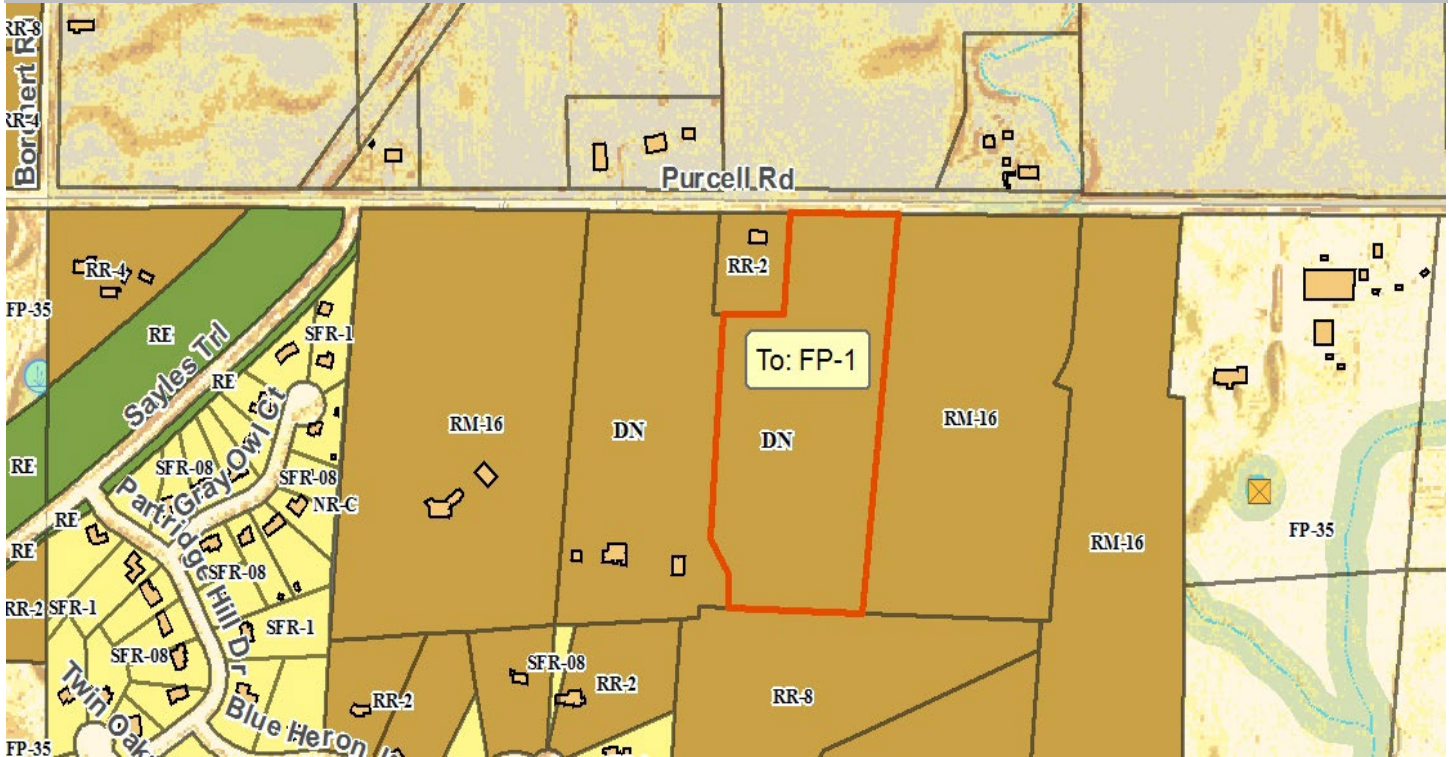 RR-8
RR-4
Borchert R
Purcell Rd
RR-4
RR-2
FP-35
RE
SFR-1
Sayles Trl
RE
To: FP-1
RM-16
DN
DN
RM-16
RE
SFR-08
Gray Owl Ct
SFR-08
NR-C
Partridge Hill Dr
RE
RE
FP-35
RM-16
SFR-08
RR-2
SFR-1
SFR-1
SFR-08
SFR-08
RR-2
RR-2
RR-8
Twin Oak
Blue Heron
FP-35